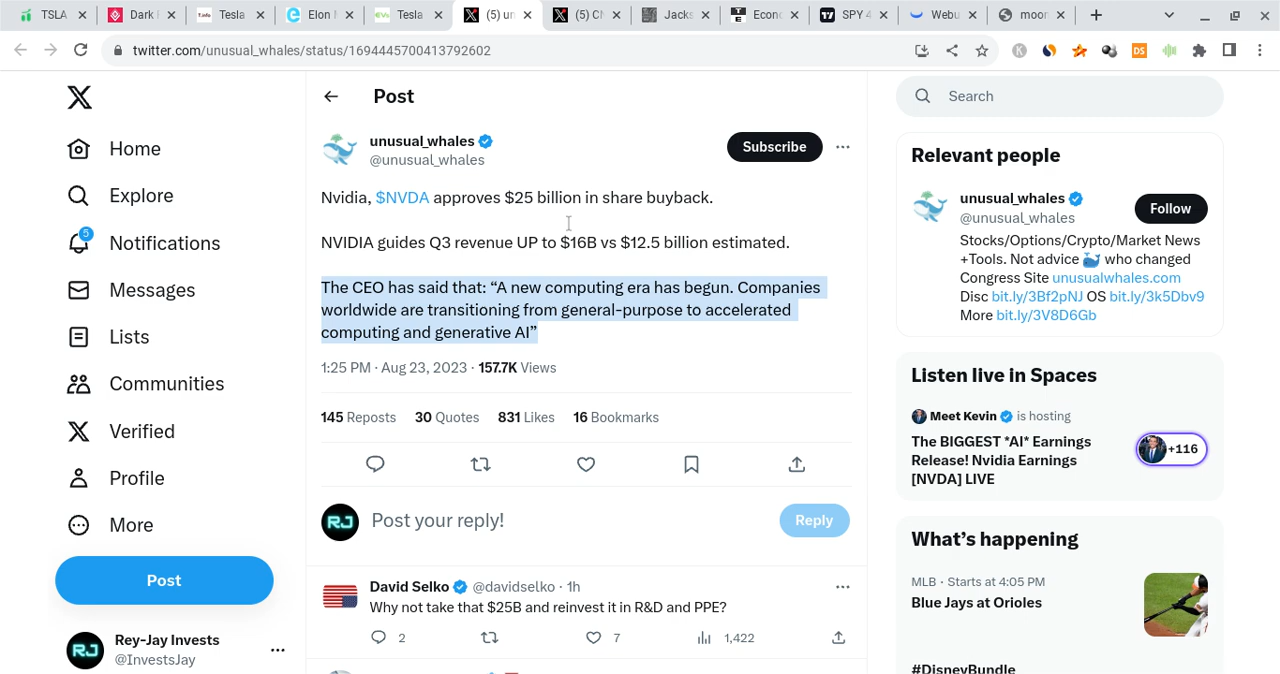 TSLA
Dark
Tesla
Elon
Tesla
(5) un
(5) C
Jacks
Econ
SPY 4
Webu
moor
twitter.com/unusual_whales/status/1694445700413792602
Home
Explore
5
Notifications
Messages
Lists
Communities
Verified
Profile
More
Post
Rey-Jay Invests
@InvestsJay
Post
unusual_whales
@unusual_whales
Subscribe
Nvidia, $NVDA approves $25 billion in share buyback.
NVIDIA guides Q3 revenue UP to $16B vs $12.5 billion estimated.
The CEO has said that: “A new computing era has begun. Companies
worldwide are transitioning from general-purpose to accelerated
computing and generative AI”
1:25 PM · Aug 23, 2023 · 157.7K Views
145 Reposts 30 Quotes 831 Likes 16 Bookmarks
RJ
Post your reply!
Reply
David Selko @davidselko · 1h
Why not take that $25B and reinvest it in R&D and PPE?
2 7 1,422
Search
Relevant people
unusual_whales
@unusual_whales
Follow
Stocks/Options/Crypto/Market News
+Tools. Not advice 🐳 who changed
Congress Site unusualwhales.com
Disc bit.ly/3Bf2pNJ OS bit.ly/3k5Dbv9
More bit.ly/3V8D6Gb
Listen live in Spaces
Meet Kevin is hosting
The BIGGEST *AI* Earnings
Release! Nvidia Earnings
[NVDA] LIVE
+116
What’s happening
MLB · Starts at 4:05 PM
Blue Jays at Orioles
#DisneyBundle